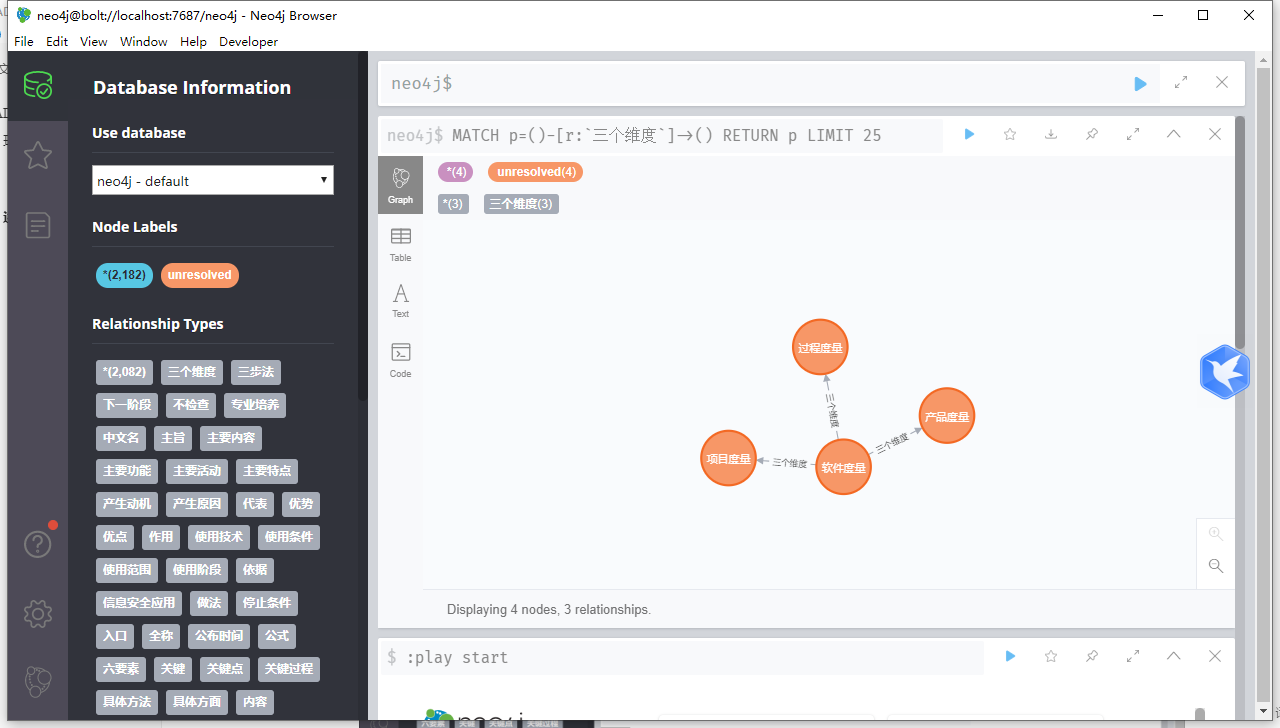 neo4j@bolt://localhost:7687/neo4j - Neo4j Browser
File Edit View Window Help Developer
Database Information
Use database
neo4j - default
Node Labels
*(2,182) unresolved
Relationship Types
*(2,082) 三个维度 三步法
下一阶段 不检查 专业培养
中文名 主旨 主要内容
主要功能 主要活动 主要特点
产生动机 产生原因 代表 优势
优点 作用 使用技术 使用条件
使用范围 使用阶段 依据
信息安全应用 做法 停止条件
入口 全称 公布时间 公式
六要素 关键 关键点 关键过程
具体方法 具体方面 内容
neo4j$
neo4j$ MATCH p=()-[r:`三个维度`]->() RETURN p LIMIT 25
*(4) unresolved(4)
*(3) 三个维度(3)
Graph
Table
Text
Code
过程度量
三个维度
产品度量
三个维度
项目度量
三个维度
软件度量
Displaying 4 nodes, 3 relationships.
$ :play start
neo4j